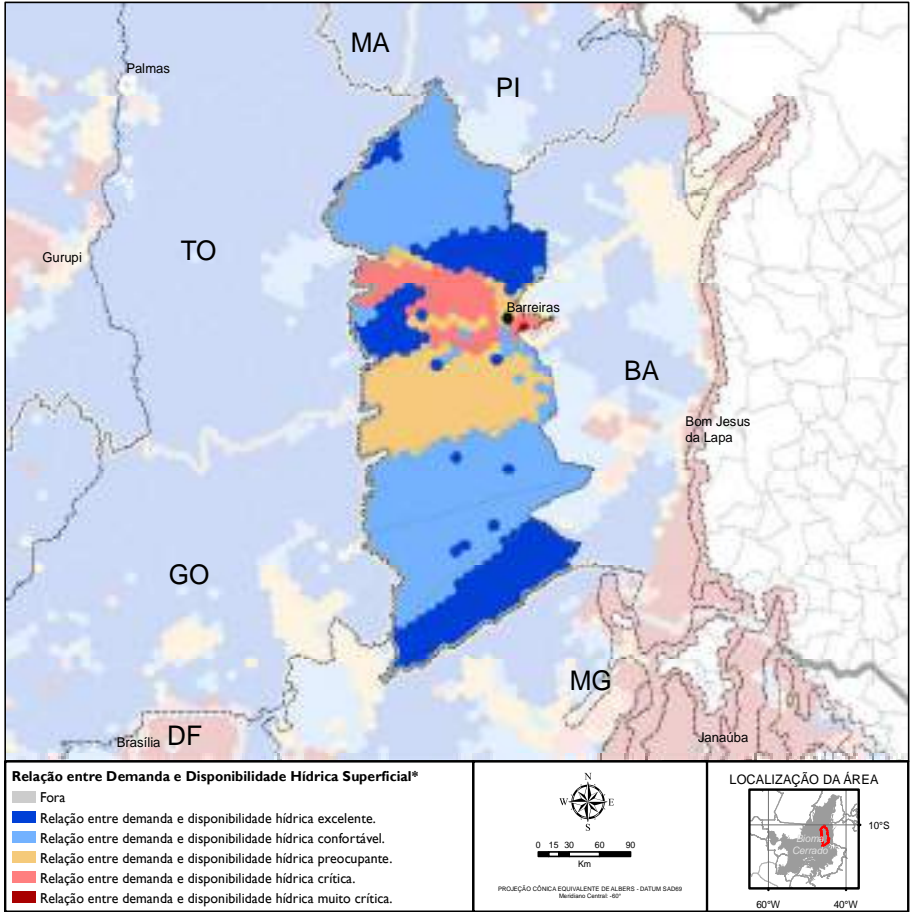 MA
PI
Palmas
TO
Gurupi
Barreiras
BA
Bom Jesus
da Lapa
GO
MG
Brasília DF
Janaúba
Relação entre Demanda e Disponibilidade Hídrica Superficial*
Fora
Relação entre demanda e disponibilidade hídrica excelente.
Relação entre demanda e disponibilidade hídrica confortável.
Relação entre demanda e disponibilidade hídrica preocupante.
Relação entre demanda e disponibilidade hídrica crítica.
Relação entre demanda e disponibilidade hídrica muito crítica.
N
W E
S
0 15 30 60 90
Km
PROJEÇÃO CÔNICA EQUIVALENTE DE ALBERS - DATUM SAD69
Meridiano Central: -60°
LOCALIZAÇÃO DA ÁREA
Bioma
Cerrado
10°S
60°W 40°W